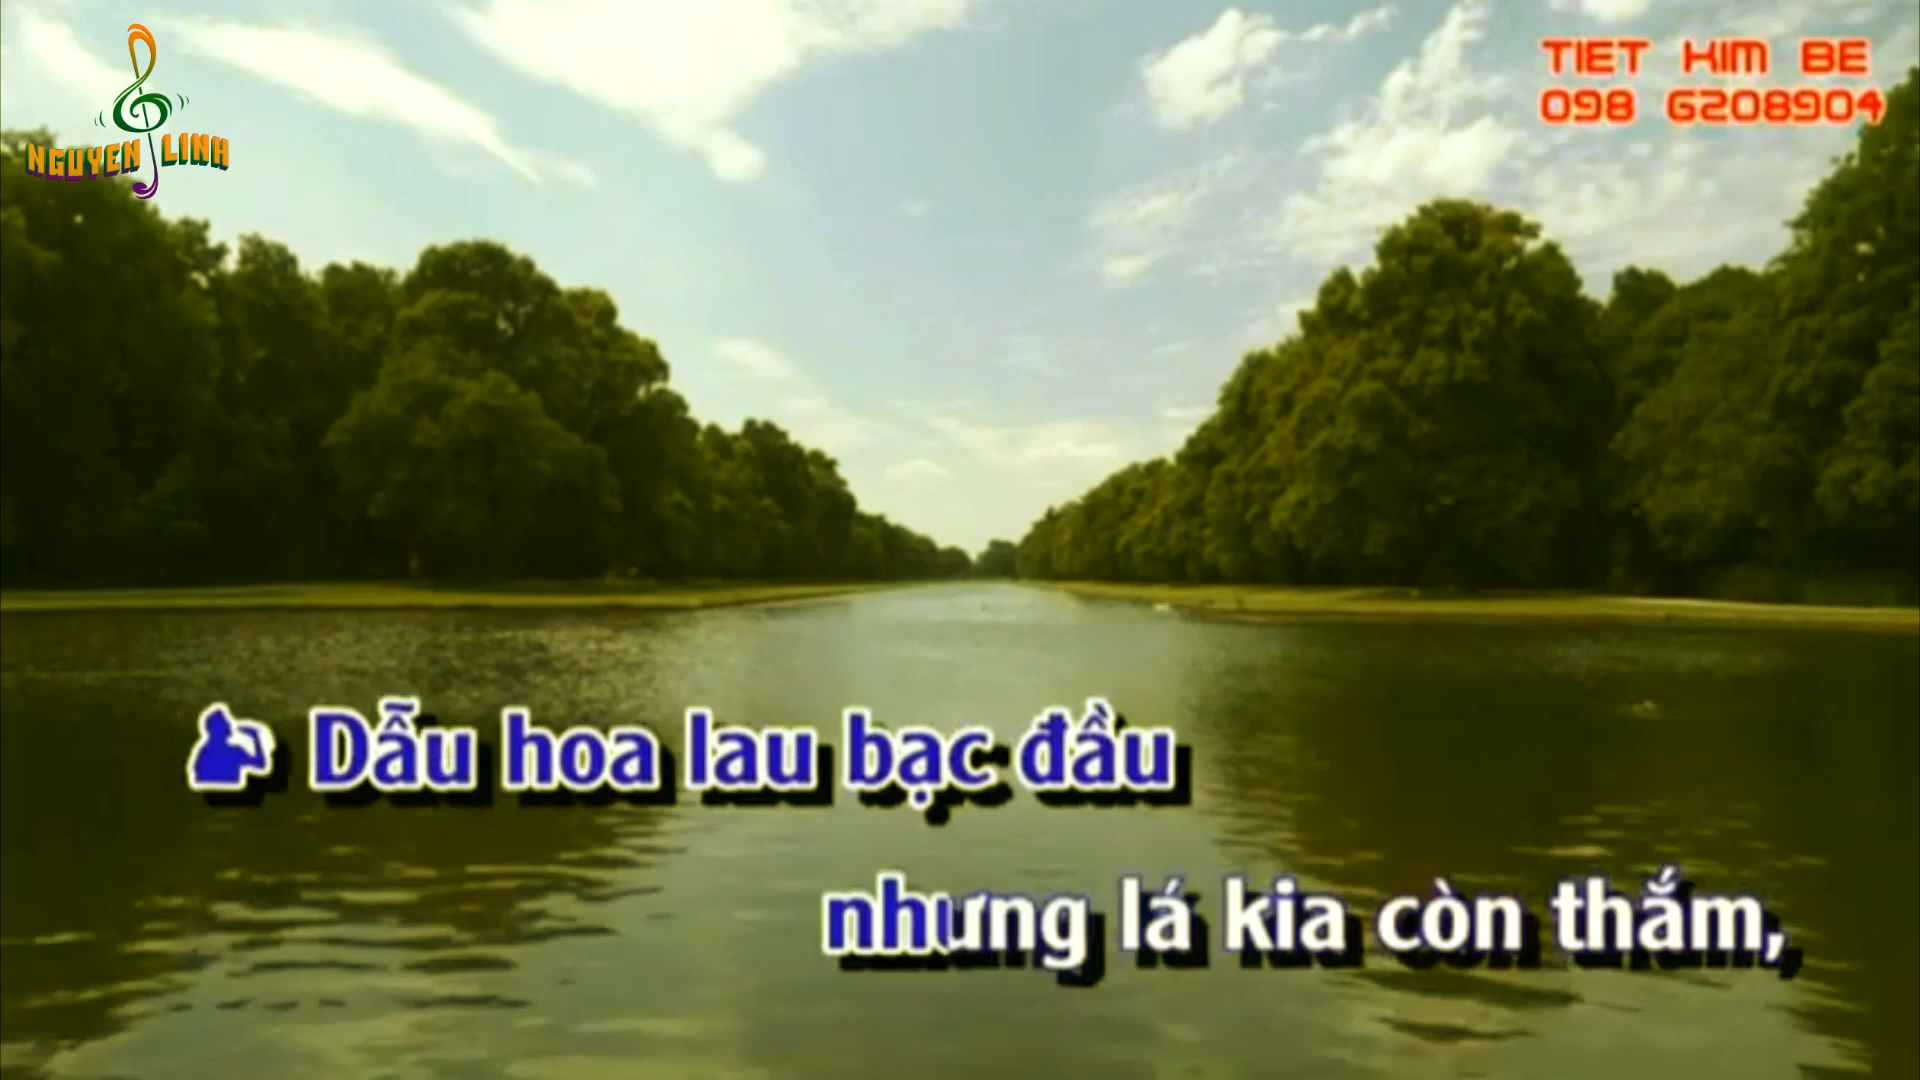 NGUYEN LINH
TIET KIM BE
098 6208904
Dẫu hoa lau bạc đầu
nhưng lá kia còn thắm,